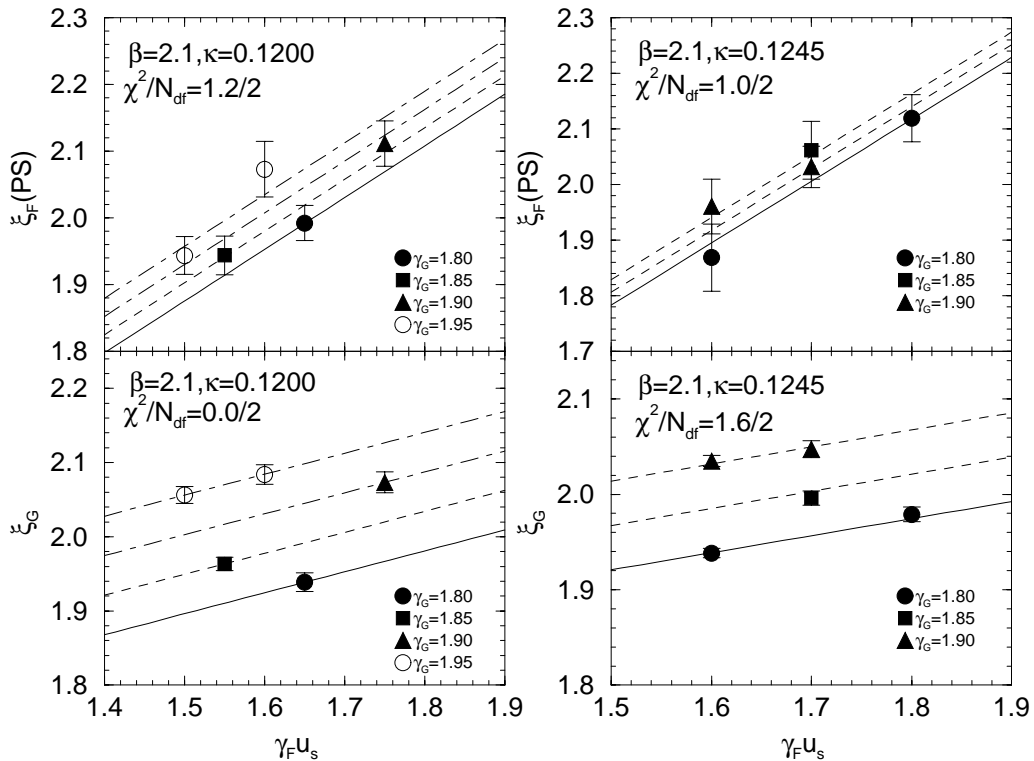 2.3
2.2
2.1
2.0
1.9
1.8
ξF(PS)
β=2.1,κ=0.1200
χ²/Ndf=1.2/2
γG=1.80
γG=1.85
γG=1.90
γG=1.95
2.3
2.2
2.1
2.0
1.9
1.8
1.7
ξF(PS)
β=2.1,κ=0.1245
χ²/Ndf=1.0/2
γG=1.80
γG=1.85
γG=1.90
2.2
2.1
2.0
1.9
1.8
ξG
β=2.1,κ=0.1200
χ²/Ndf=0.0/2
γG=1.80
γG=1.85
γG=1.90
γG=1.95
1.4 1.5 1.6 1.7 1.8 1.9
γFus
2.1
2.0
1.9
1.8
ξG
β=2.1,κ=0.1245
χ²/Ndf=1.6/2
γG=1.80
γG=1.85
γG=1.90
1.5 1.6 1.7 1.8 1.9
γFus